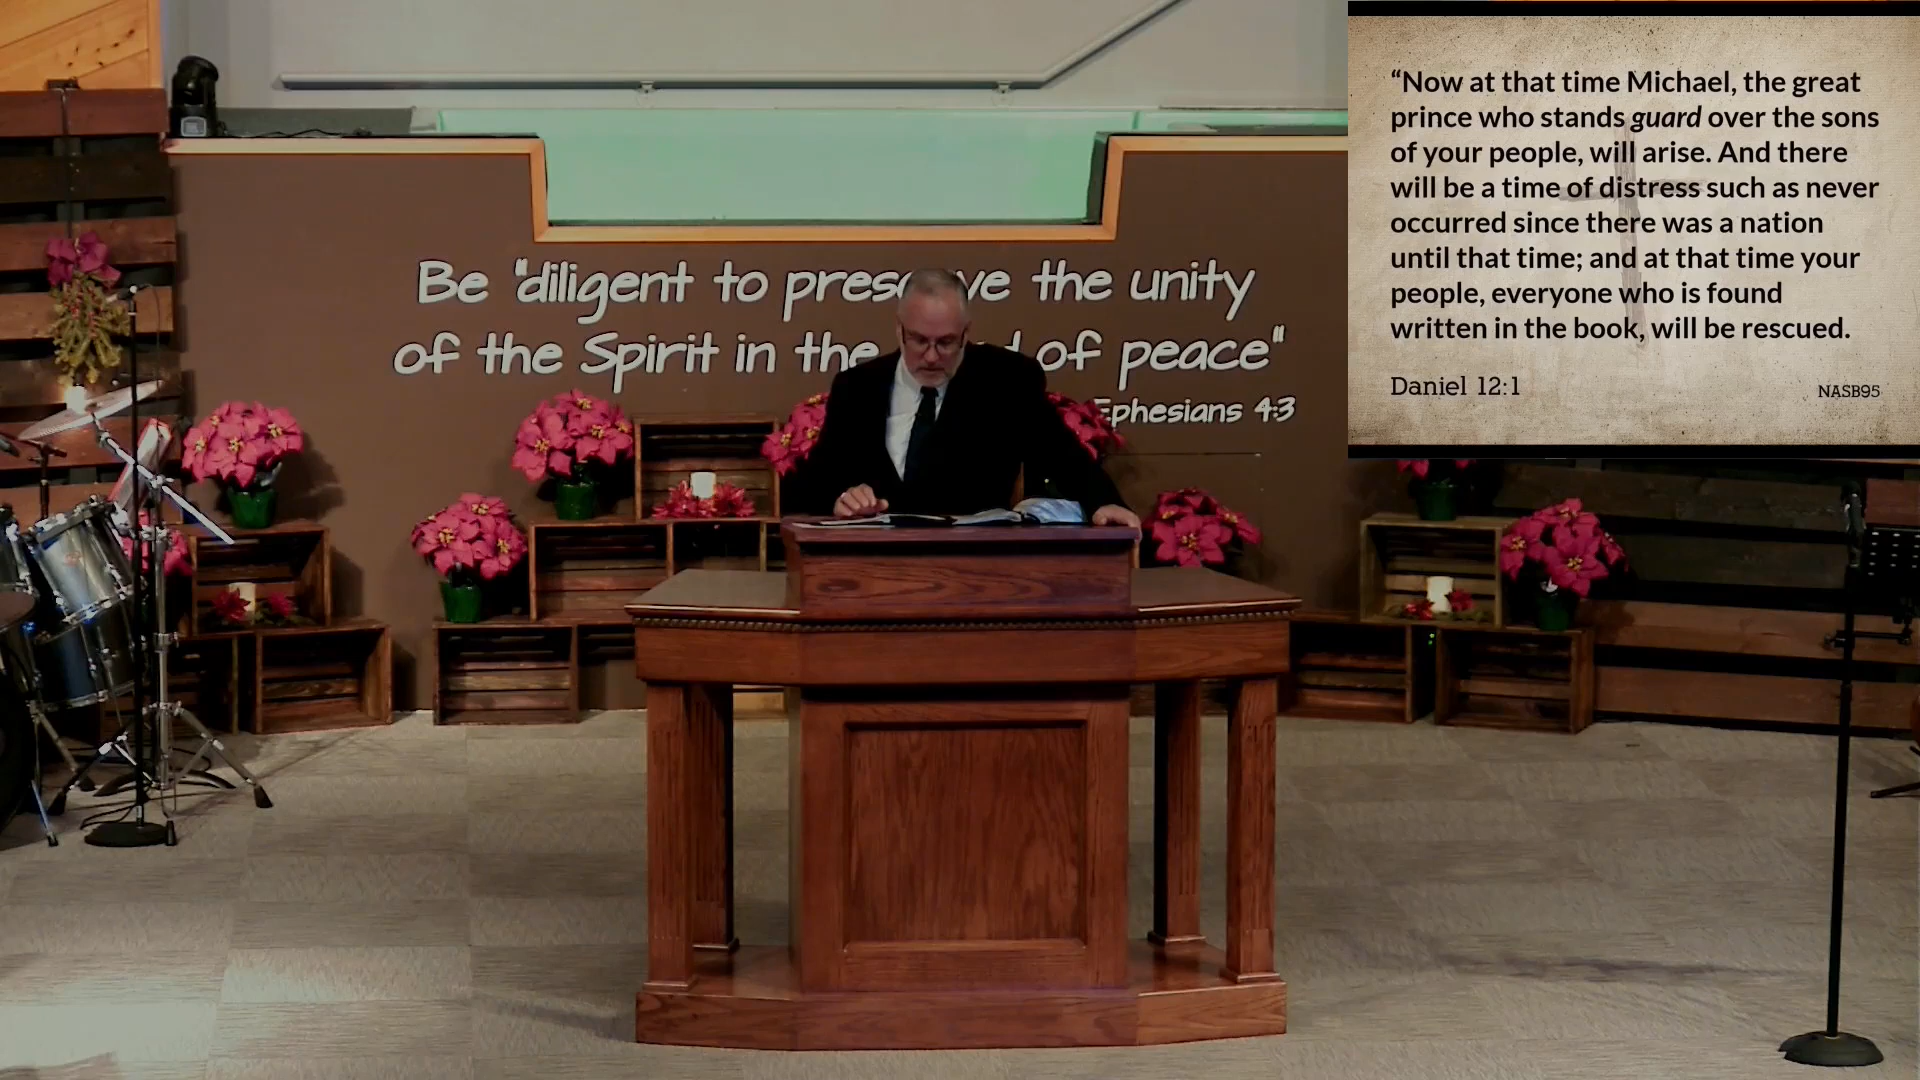 Be "diligent to preserve the unity
of the Spirit in the of peace"
Ephesians 4:3
“Now at that time Michael, the great
prince who stands guard over the sons
of your people, will arise. And there
will be a time of distress such as never
occurred since there was a nation
until that time; and at that time your
people, everyone who is found
written in the book, will be rescued.
Daniel 12:1
NASB95